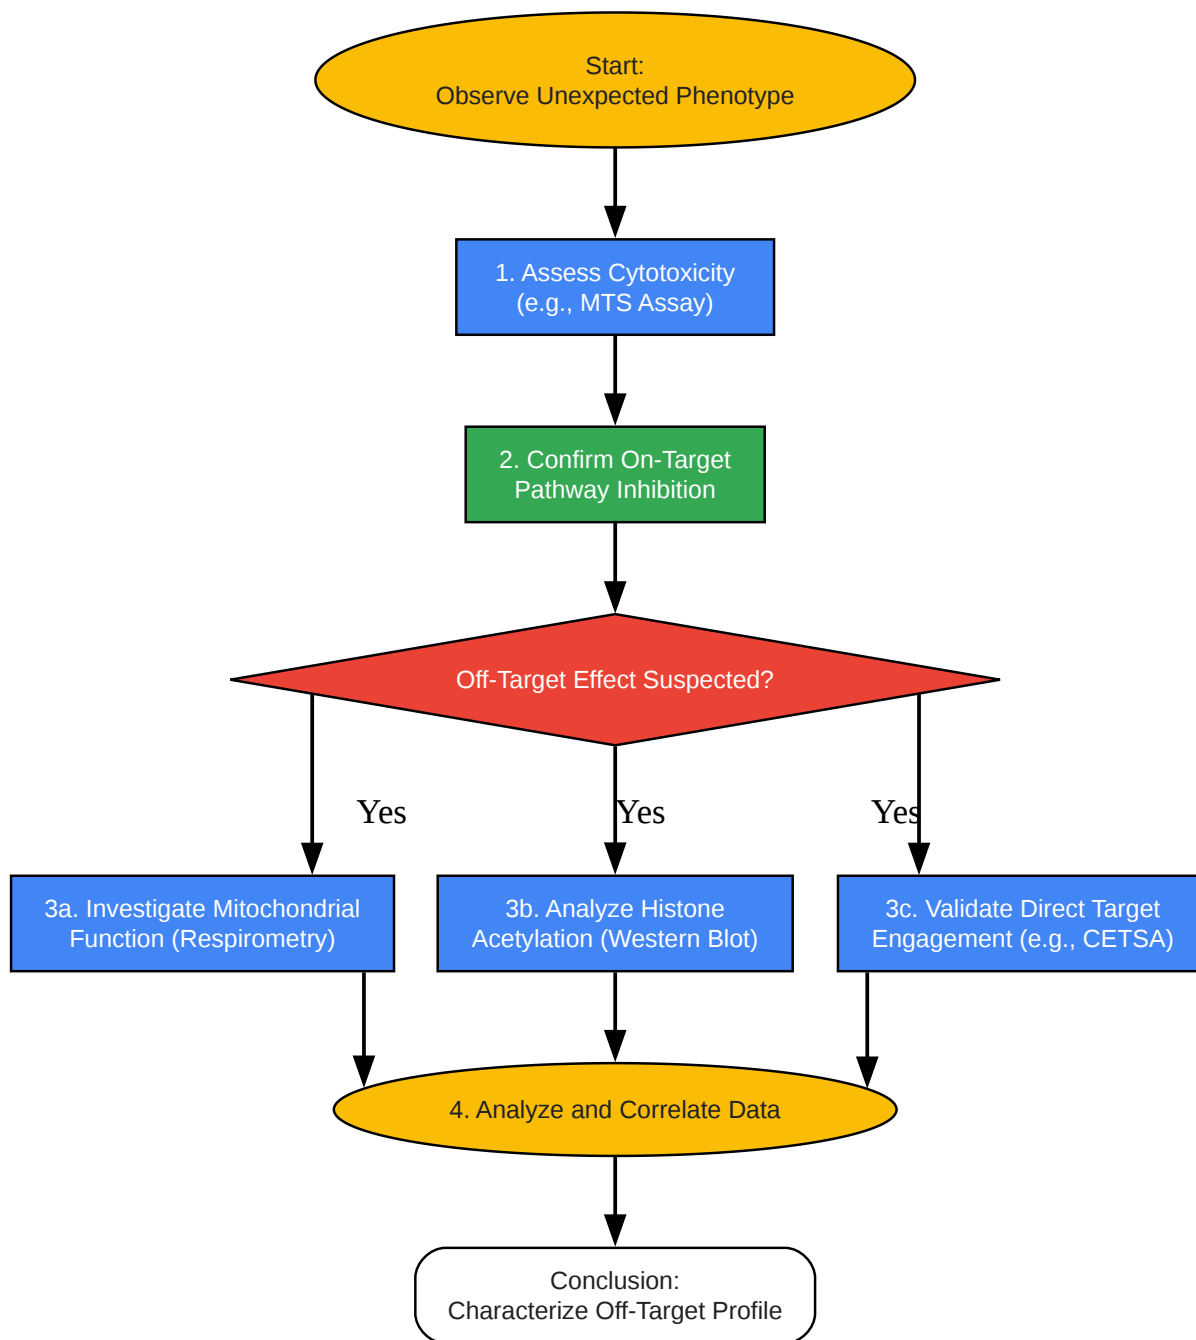 Start:
Observe Unexpected Phenotype
1. Assess Cytotoxicity
(e.g., MTS Assay)
2. Confirm On-Target
Pathway Inhibition
Off-Target Effect Suspected?
Yes
Yes
Yes
3a. Investigate Mitochondrial
Function (Respirometry)
3b. Analyze Histone
Acetylation (Western Blot)
3c. Validate Direct Target
Engagement (e.g., CETSA)
4. Analyze and Correlate Data
Conclusion:
Characterize Off-Target Profile